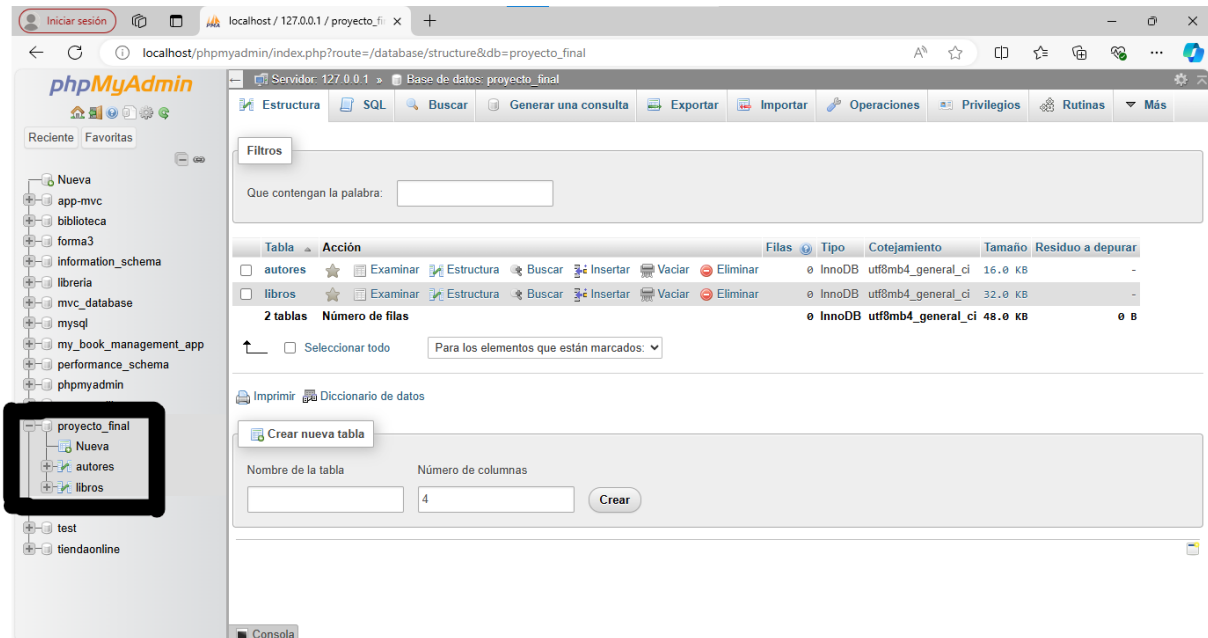 Iniciar sesión
localhost / 127.0.0.1 / proyecto_fi
localhost/phpmyadmin/index.php?route=/database/structure&db=proyecto_final
phpMyAdmin
Reciente Favoritas
Nueva
app-mvc
biblioteca
forma3
information_schema
libreria
mvc_database
mysql
my_book_management_app
performance_schema
phpmyadmin
proyecto_final
Nueva
autores
libros
test
tiendaonline
Servidor: 127.0.0.1 » Base de datos: proyecto_final
Estructura SQL Buscar Generar una consulta Exportar Importar Operaciones Privilegios Rutinas Más
Filtros
Que contengan la palabra:
Tabla Acción Filas Tipo Cotejamiento Tamaño Residuo a depurar
autores Examinar Estructura Buscar Insertar Vaciar Eliminar 0 InnoDB utf8mb4_general_ci 16.0 KB -
libros Examinar Estructura Buscar Insertar Vaciar Eliminar 0 InnoDB utf8mb4_general_ci 32.0 KB -
2 tablas Número de filas 0 InnoDB utf8mb4_general_ci 48.0 KB 0 B
Seleccionar todo Para los elementos que están marcados:
Imprimir Diccionario de datos
Crear nueva tabla
Nombre de la tabla Número de columnas
4 Crear
Consola